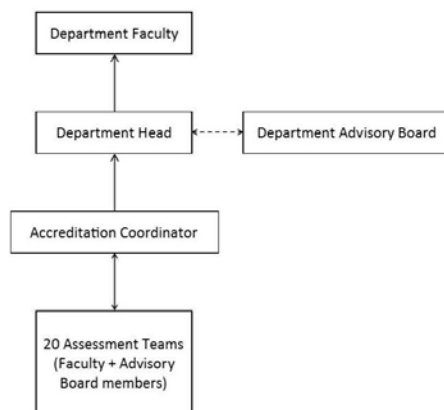 Department Faculty
Department Head
Department Advisory Board
Accreditation Coordinator
20 Assessment Teams
(Faculty + Advisory
Board members)